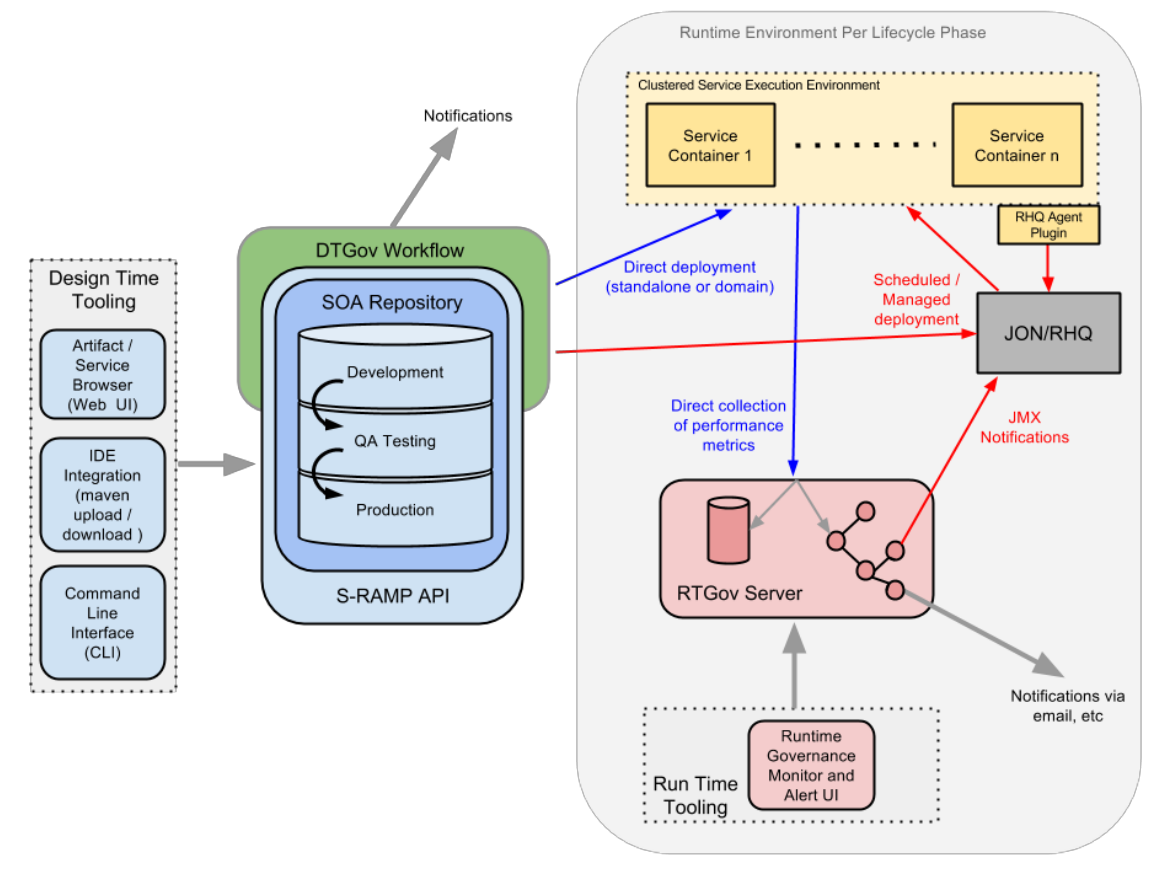 Runtime Environment Per Lifecycle Phase
Clustered Service Execution Environment
Service
Container 1
Service
Container n
RHQ Agent
Plugin
Notifications
DTGov Workflow
SOA Repository
Development
QA Testing
Production
S-RAMP API
Design Time
Tooling
Artifact /
Service
Browser
(Web UI)
IDE
Integration
(maven
upload /
download )
Command
Line
Interface
(CLI)
Direct deployment
(standalone or domain)
Scheduled /
Managed
deployment
JON/RHQ
Direct collection
of performance
metrics
JMX
Notifications
RTGov Server
Notifications via
email, etc
Run Time
Tooling
Runtime
Governance
Monitor and
Alert UI